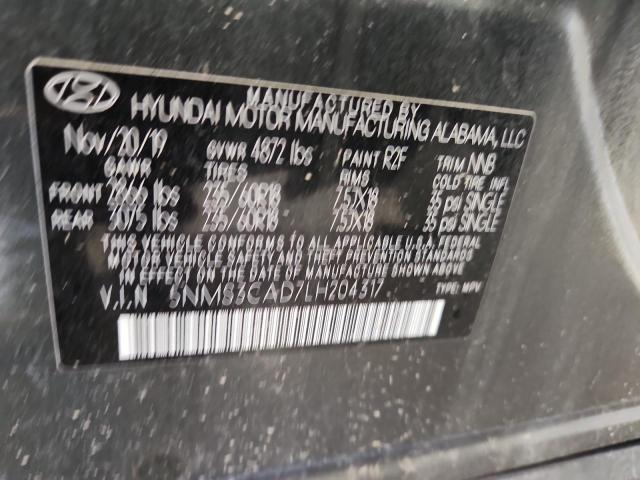 MANUFACTURED BY
HYUNDAI MOTOR MANUFACTURING ALABAMA, LLC
Nov/20/19 GVWR 4872 lbs PAINT R2F TRIM NNB
GAWR TIRES RIMS COLD TIRE INFL
FRONT 2866 lbs 235/60R18 7.5JX18 35 psi SINGLE
REAR 3075 lbs 235/60R18 7.5JX18 35 psi SINGLE
THIS VEHICLE CONFORMS TO ALL APPLICABLE U.S.A. FEDERAL
MOTOR VEHICLE SAFETY AND THEFT PREVENTION STANDARDS
IN EFFECT ON THE DATE OF MANUFACTURE SHOWN ABOVE.
V.I.N 5NMS3CAD7LH204317 TYPE: MPV